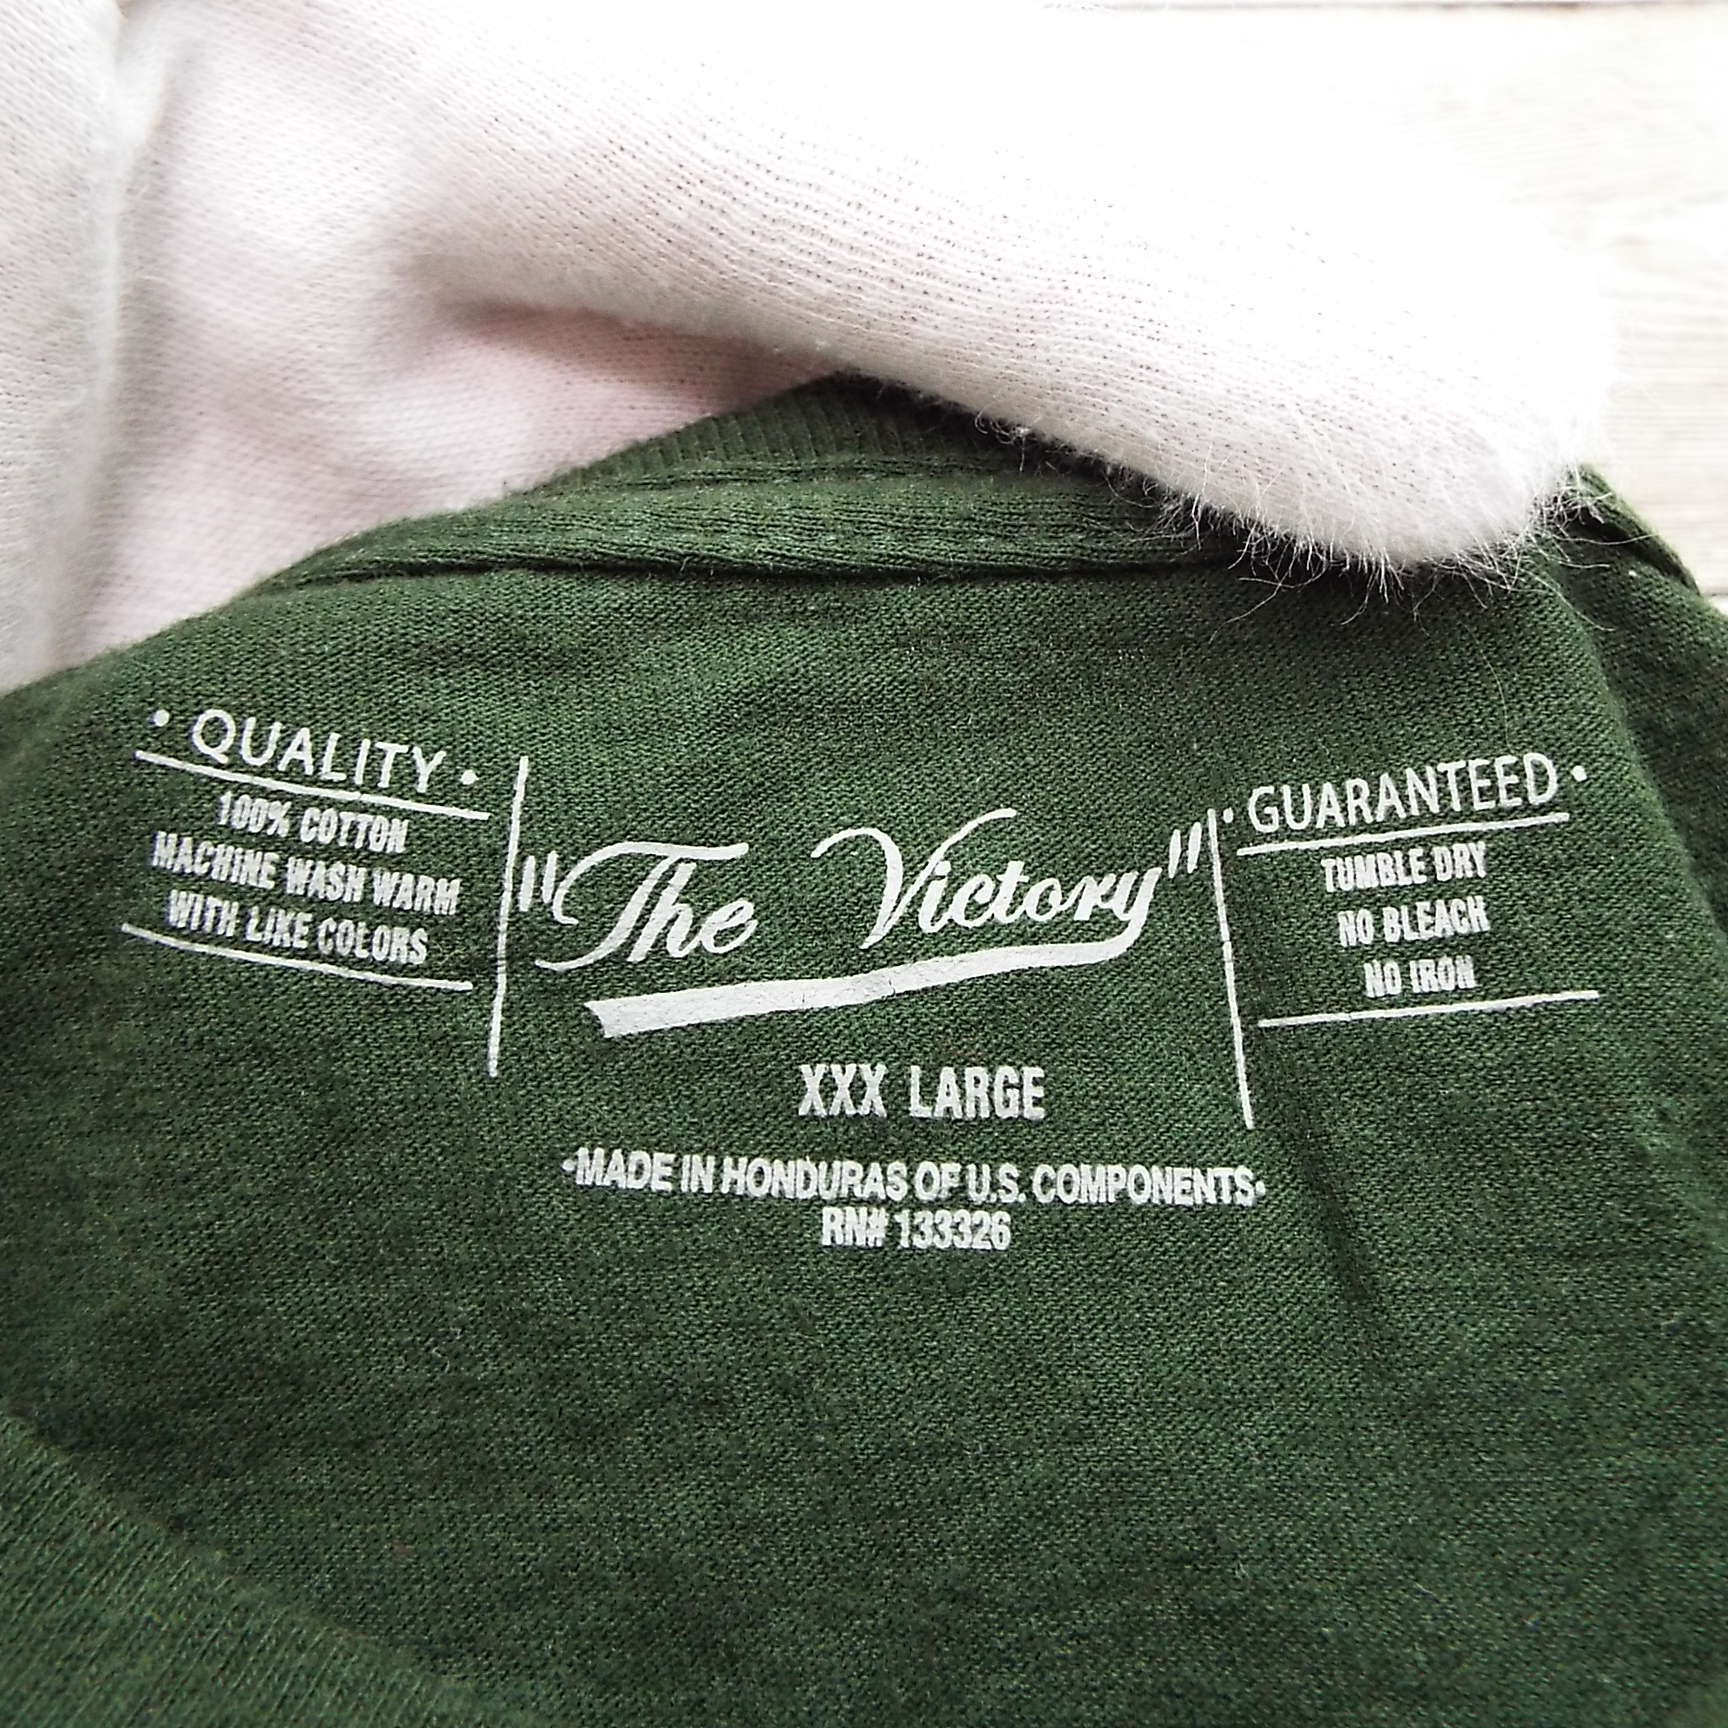 • QUALITY •
100% COTTON
MACHINE WASH WARM
WITH LIKE COLORS
"The Victory"
XXX LARGE
•MADE IN HONDURAS OF U.S. COMPONENTS•
RN# 133326
• GUARANTEED •
TUMBLE DRY
NO BLEACH
NO IRON